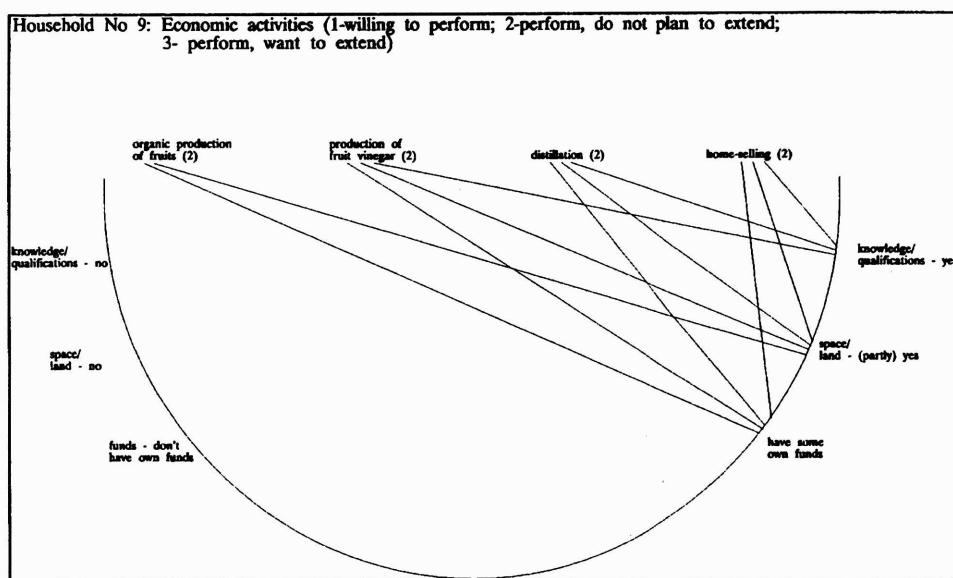 Household No 9: Economic activities (1-willing to perform; 2-perform, do not plan to extend;
3- perform, want to extend)
organic production
of fruits (2)
production of
fruit vinegar (2)
distillation (2)
home-selling (2)
knowledge/
qualifications - no
knowledge/
qualifications - yes
space/
land - no
space/
land - (partly) yes
funds - don't
have own funds
have some
own funds